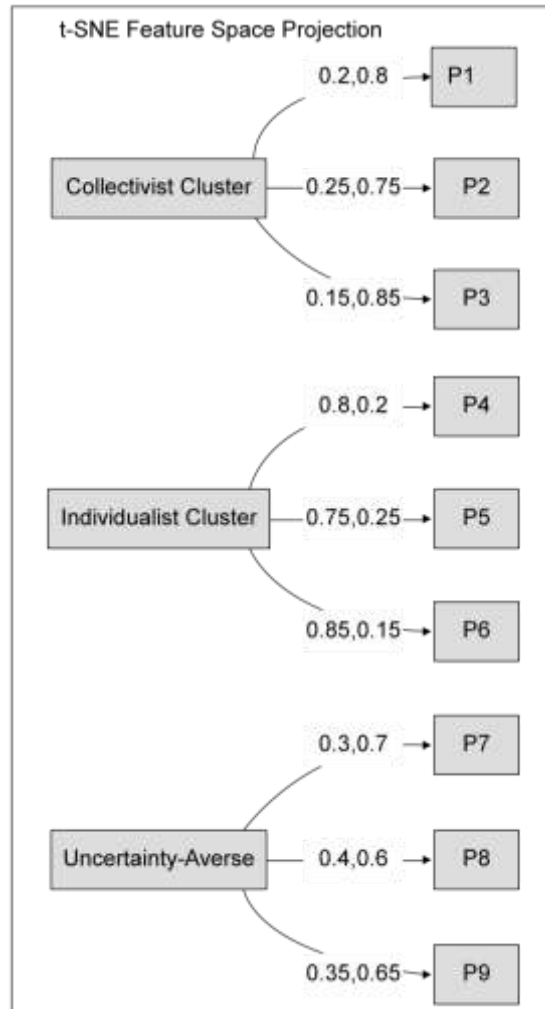 t-SNE Feature Space Projection
0.2,0.8
P1
Collectivist Cluster
0.25,0.75
P2
0.15,0.85
P3
0.8,0.2
P4
Individualist Cluster
0.75,0.25
P5
0.85,0.15
P6
0.3,0.7
P7
Uncertainty-Averse
0.4,0.6
P8
0.35,0.65
P9